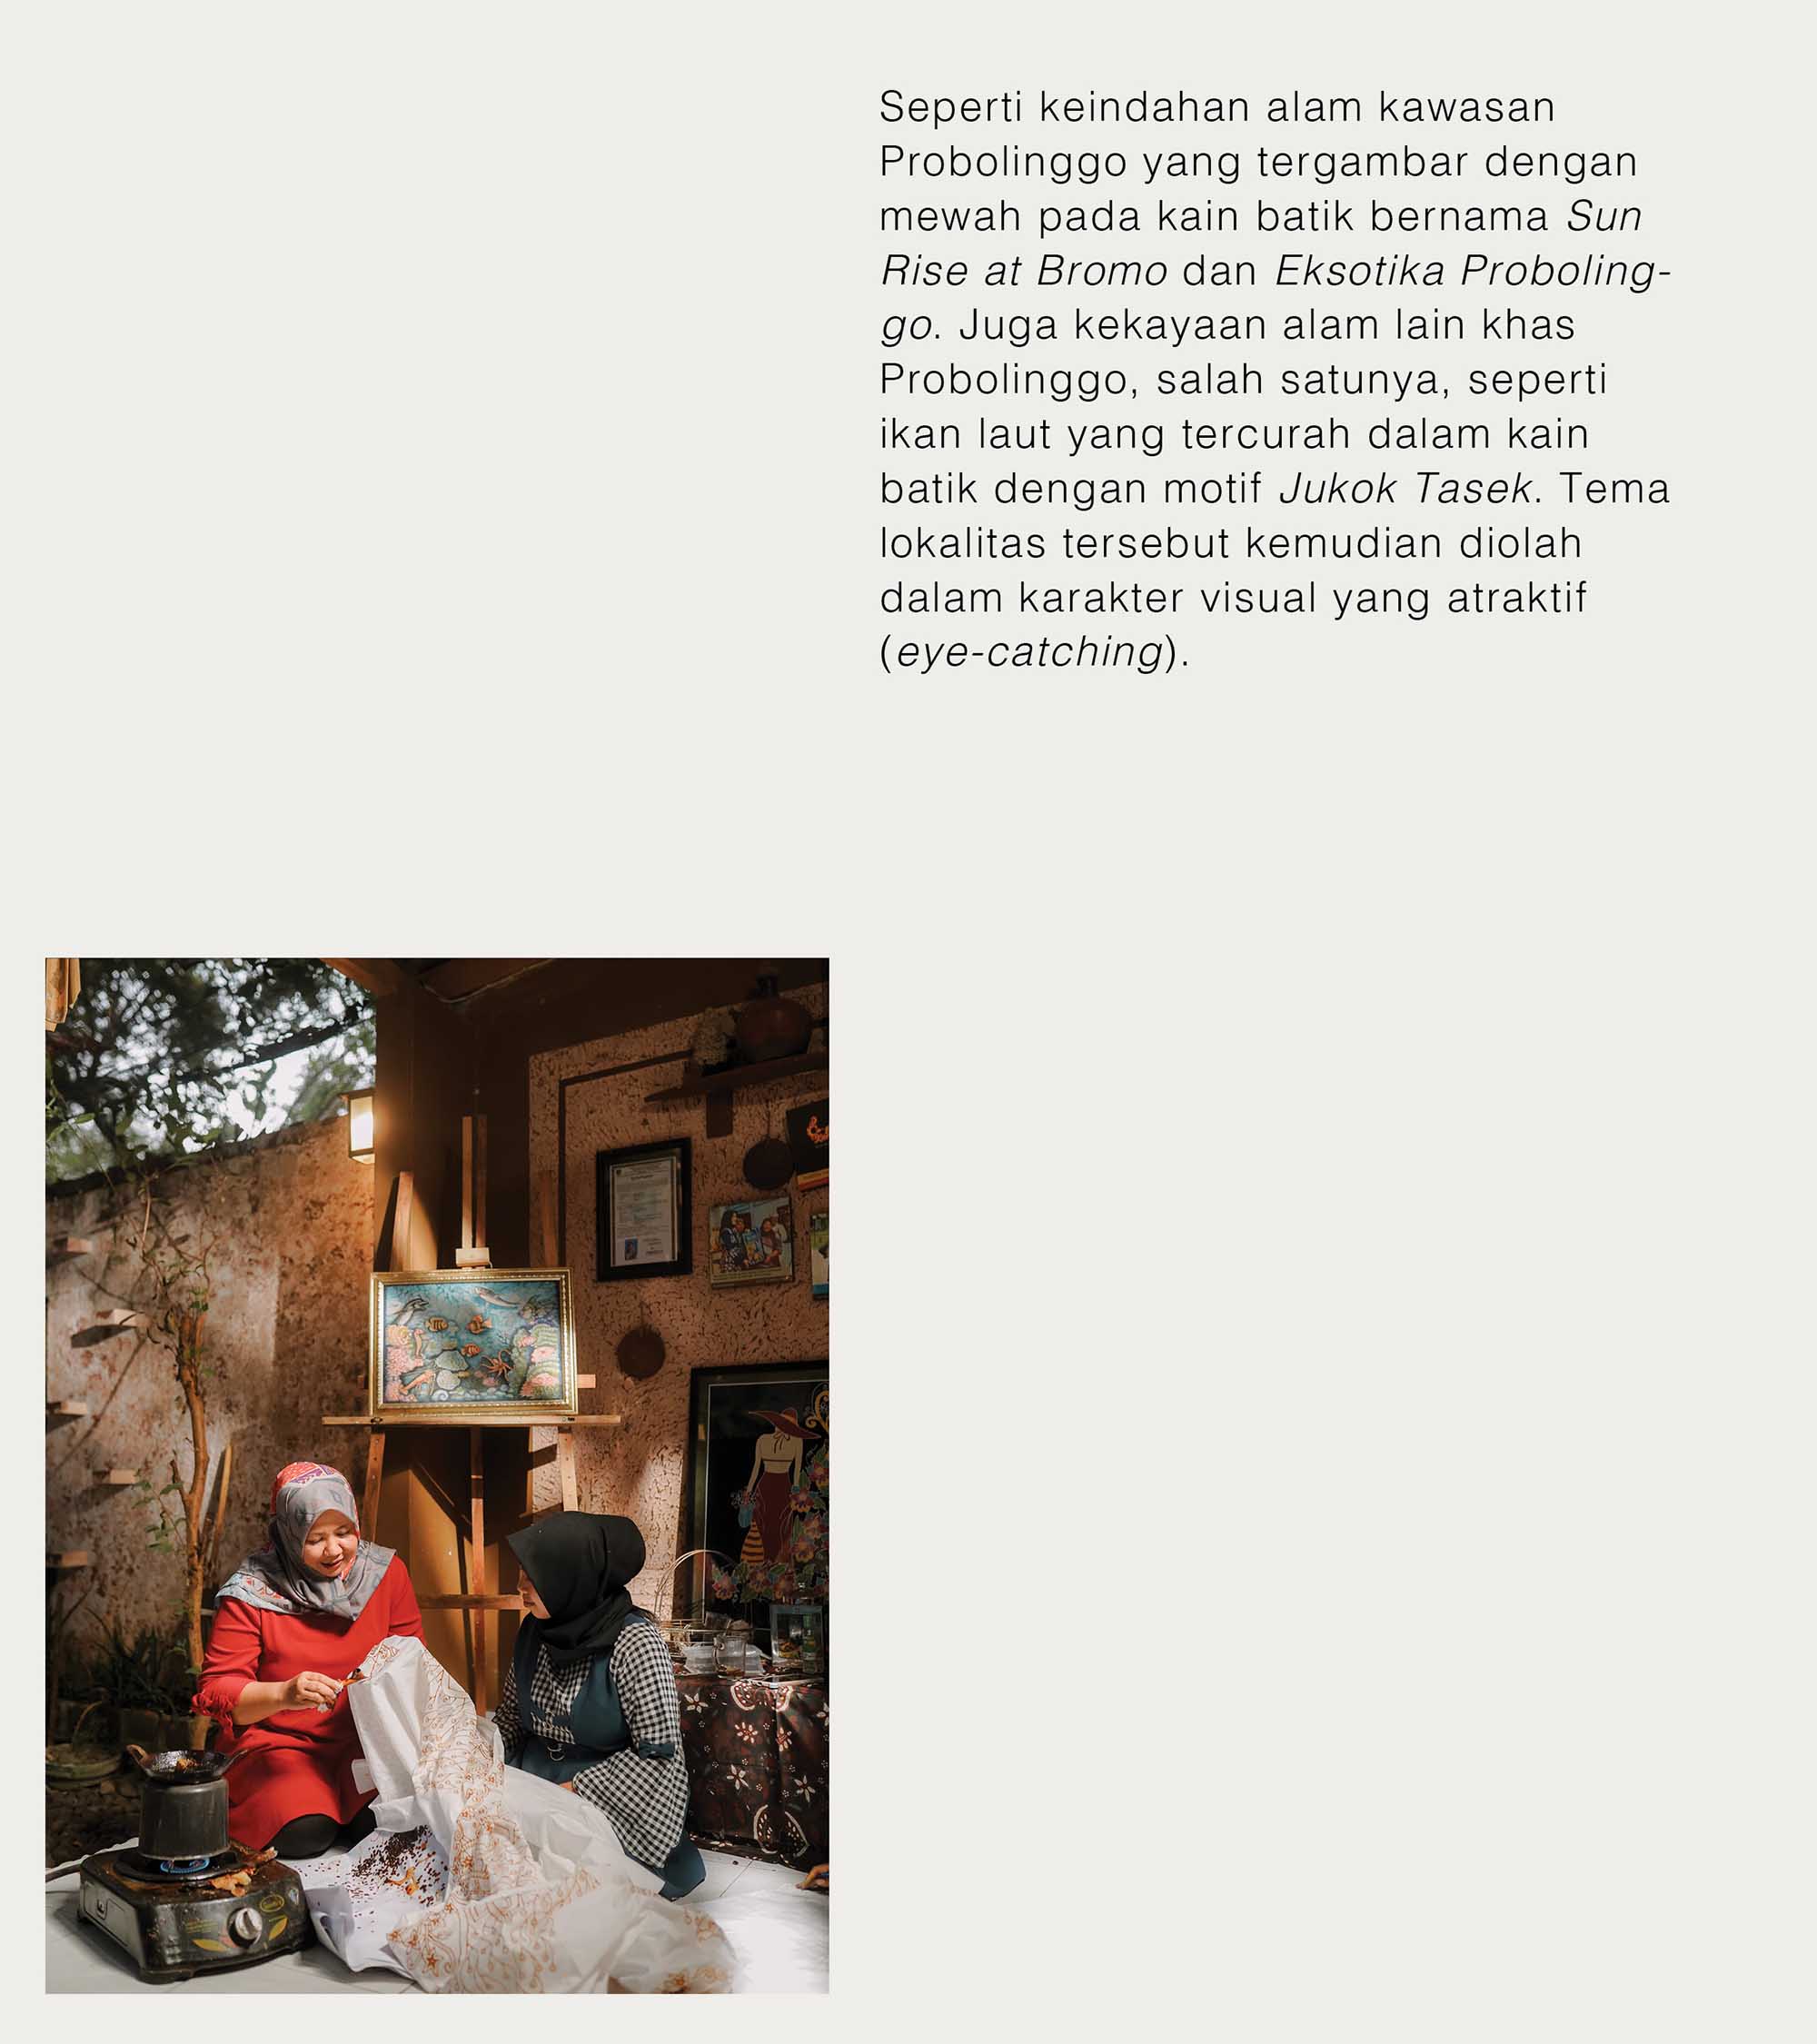 Seperti keindahan alam kawasan
Probolinggo yang tergambar dengan
mewah pada kain batik bernama Sun
Rise at Bromo dan Eksotika Proboling-
go. Juga kekayaan alam lain khas
Probolinggo, salah satunya, seperti
ikan laut yang tercurah dalam kain
batik dengan motif Jukok Tasek. Tema
lokalitas tersebut kemudian diolah
dalam karakter visual yang atraktif
(eye-catching).